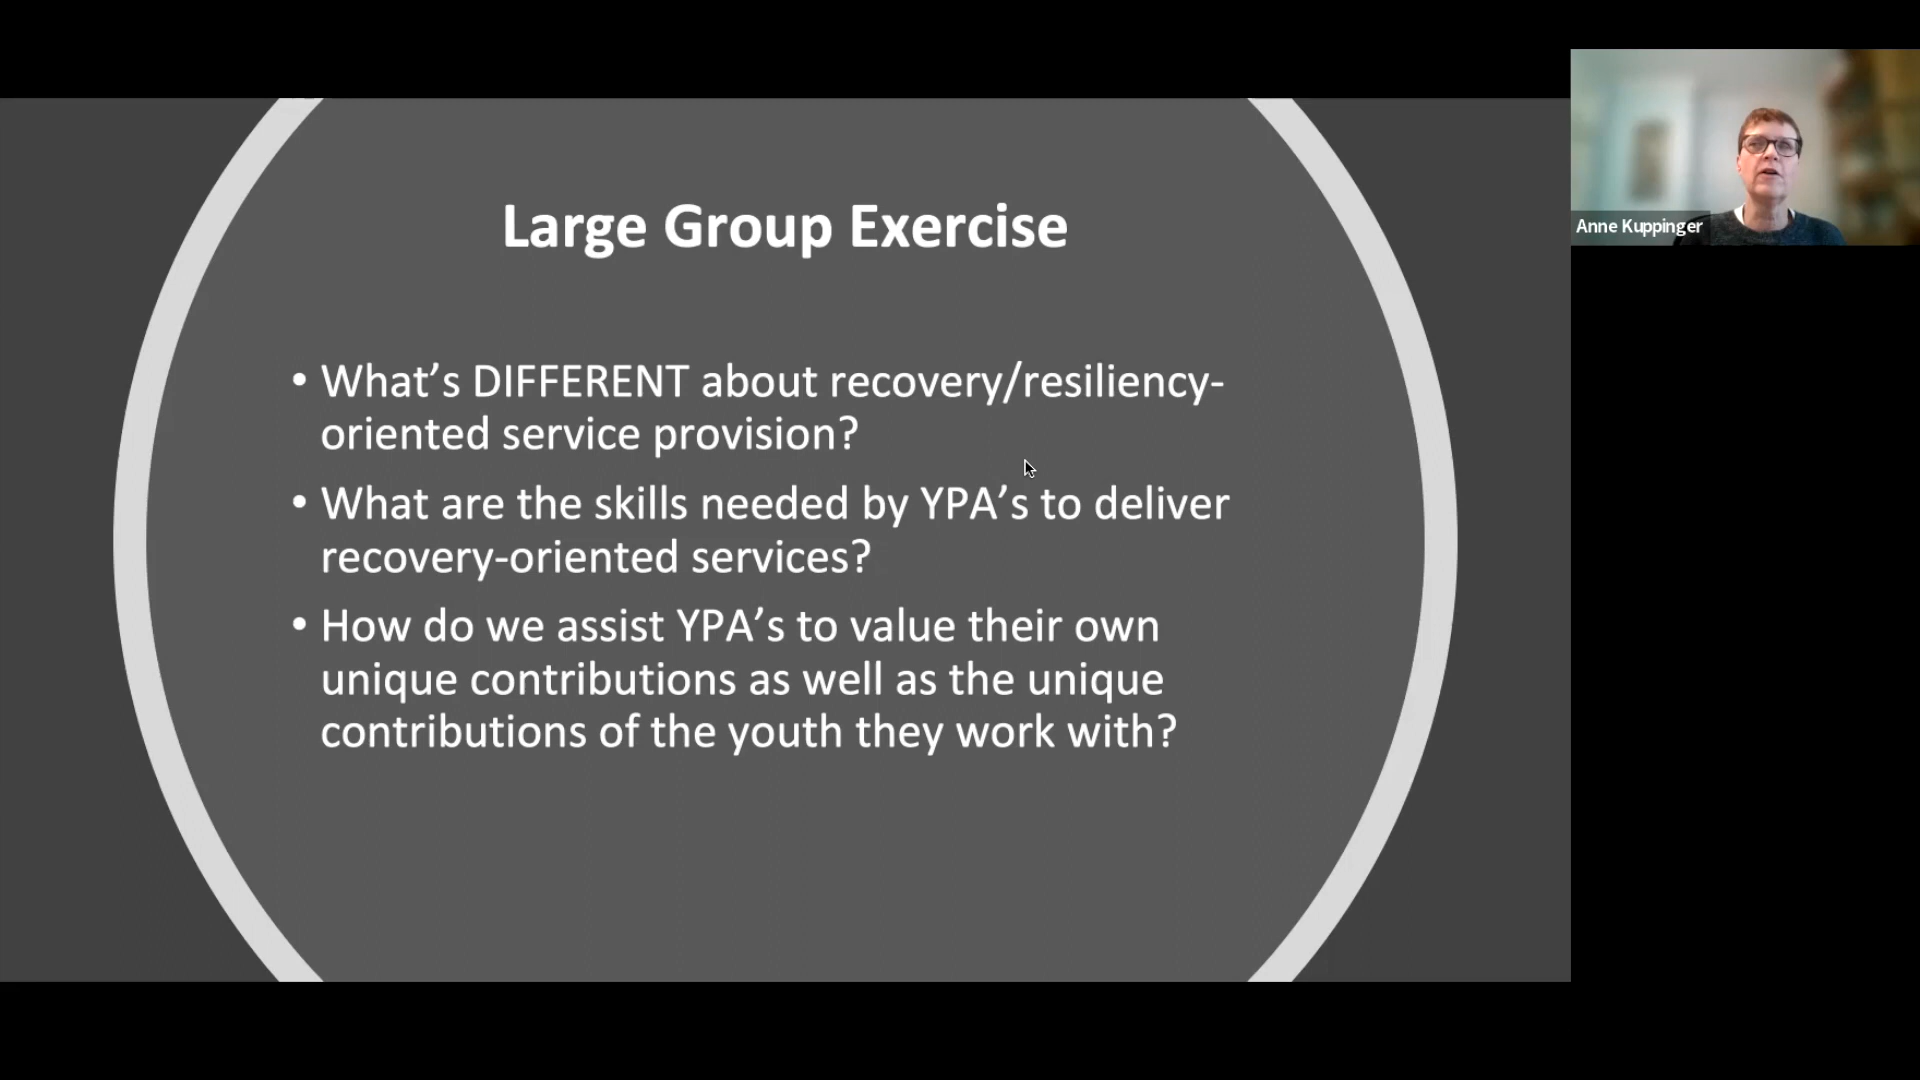 Large Group Exercise
• What’s DIFFERENT about recovery/resiliency-
oriented service provision?
• What are the skills needed by YPA’s to deliver
recovery-oriented services?
• How do we assist YPA’s to value their own
unique contributions as well as the unique
contributions of the youth they work with?
Anne Kuppinger